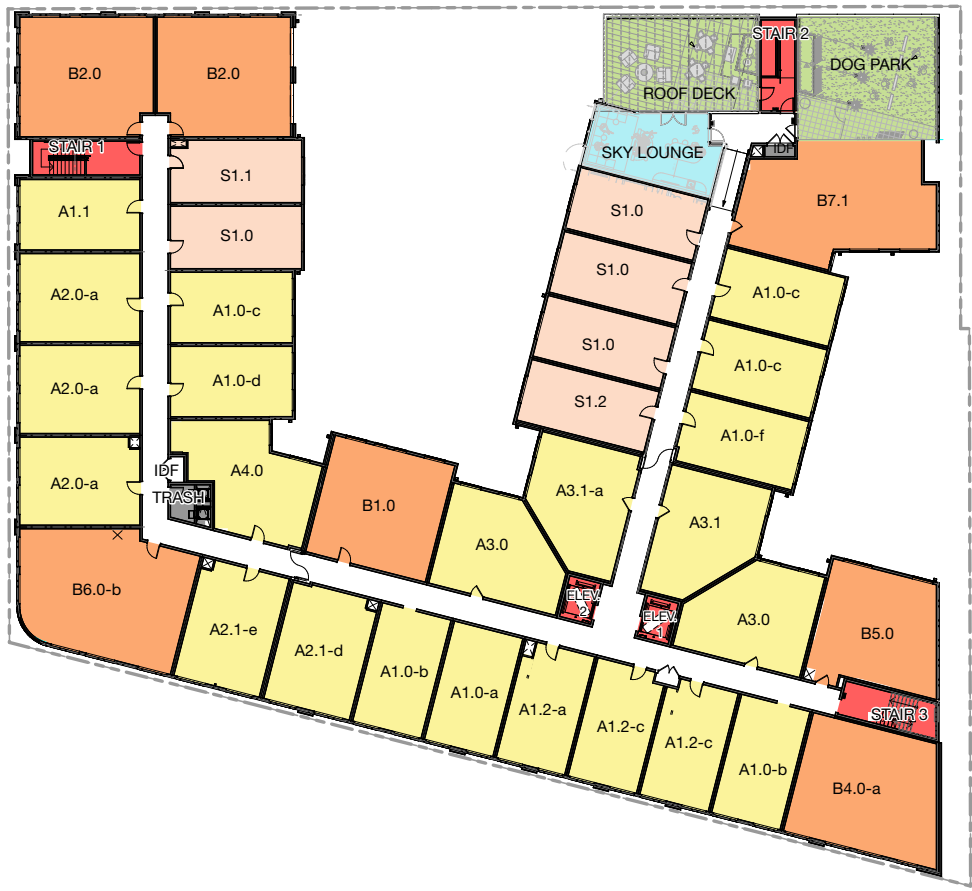 STAIR 2
B2.0
B2.0
DOG PARK
ROOF DECK
STAIR 1
SKY LOUNGE
IDF
S1.1
A1.1
S1.0
B7.1
S1.0
S1.0
A2.0-a
A1.0-c
A1.0-c
S1.0
A1.0-c
A2.0-a
A1.0-d
S1.2
A1.0-f
IDF
A4.0
A2.0-a
TRASH
A3.1-a
B1.0
A3.1
A3.0
B6.0-b
ELEV.
2
ELEV.
1
A3.0
A2.1-e
B5.0
A2.1-d
A1.0-b
A1.0-a
A1.2-a
STAIR 3
A1.2-c
A1.2-c
A1.0-b
B4.0-a